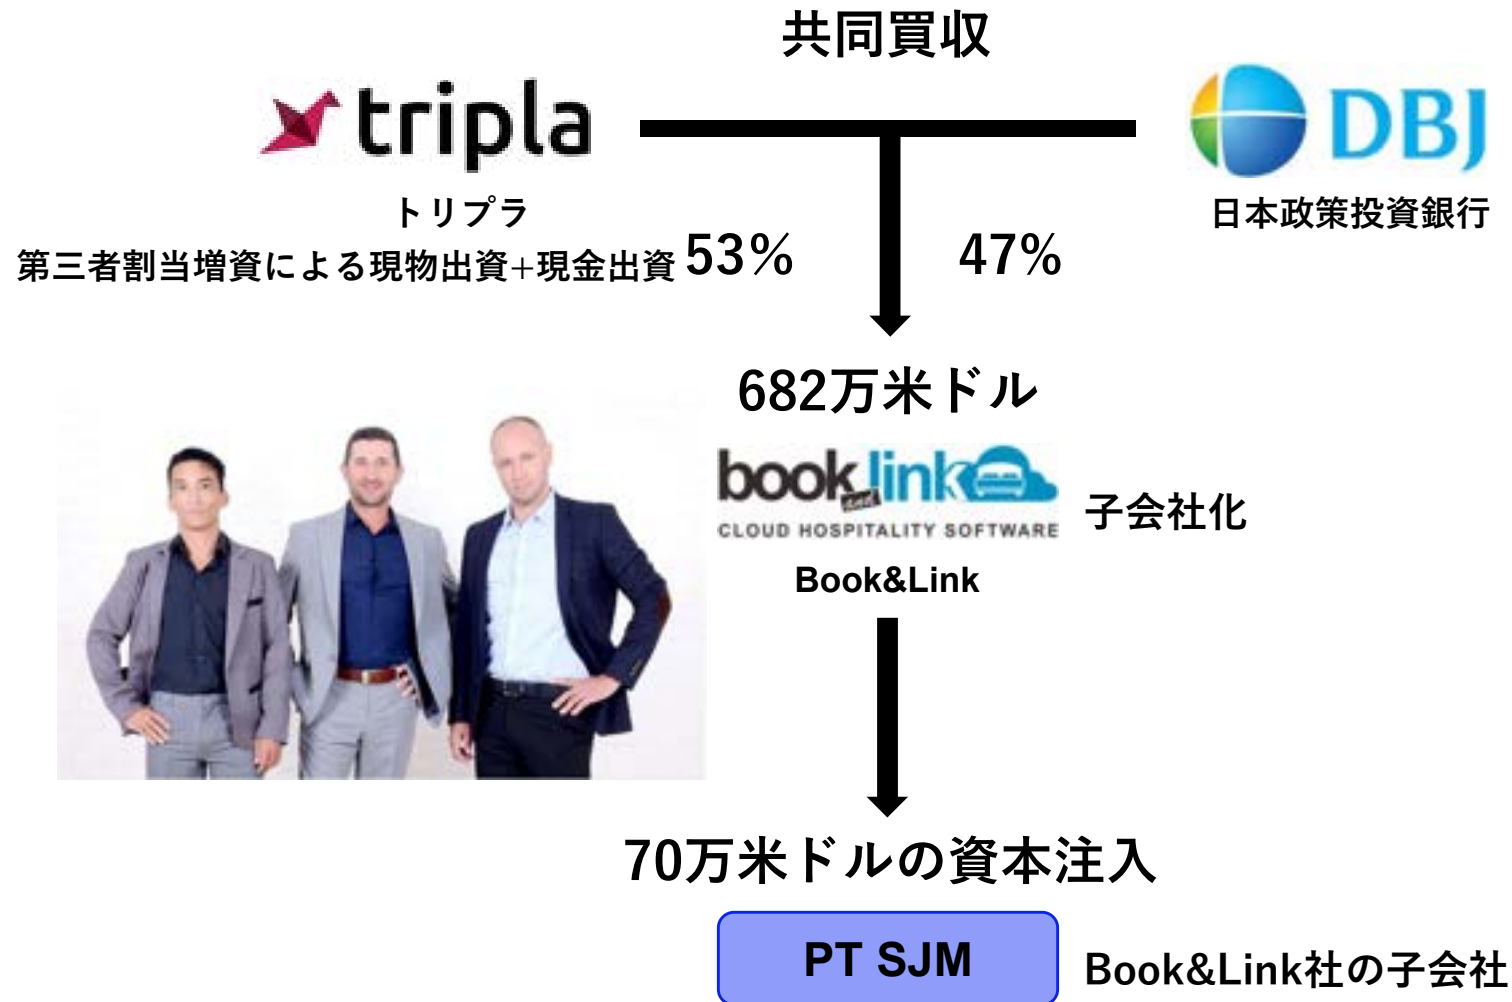 共同買収
tripla
DBJ
トリプラ
日本政策投資銀行
第三者割当増資による現物出資+現金出資
53%
47%
682万米ドル
book and link
CLOUD HOSPITALITY SOFTWARE
子会社化
Book&Link
70万米ドルの資本注入
PT SJM
Book&Link社の子会社